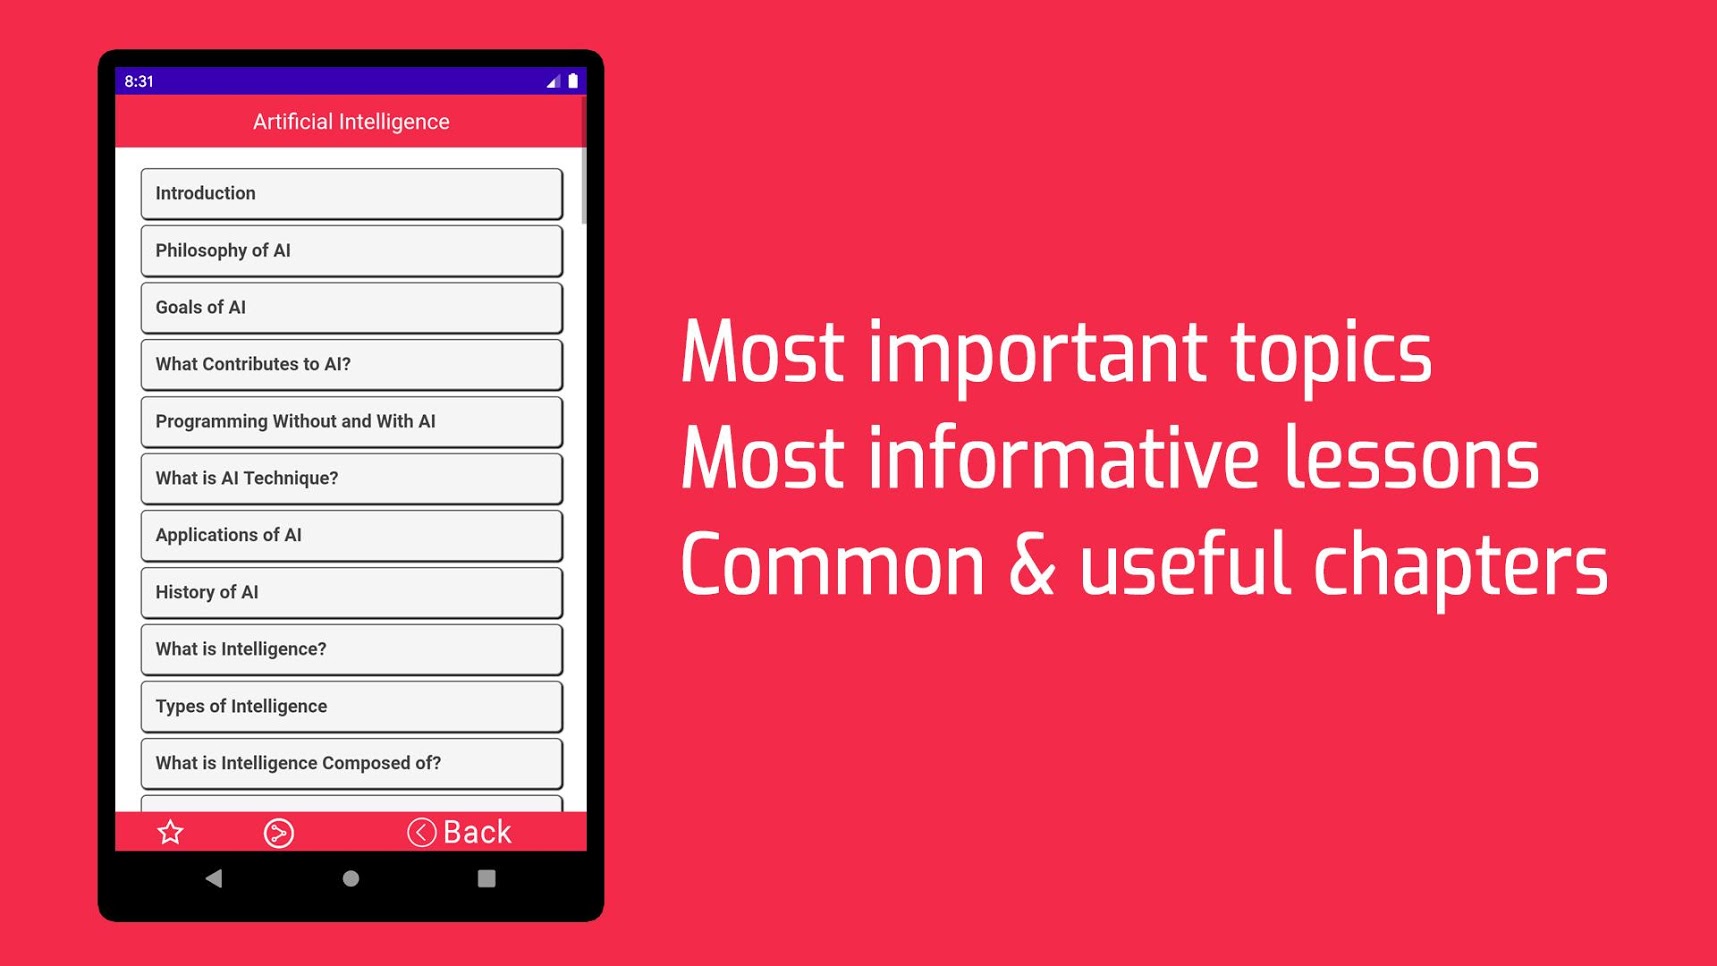 8:31
Artificial Intelligence
Introduction
Philosophy of AI
Goals of AI
What Contributes to AI?
Programming Without and With AI
What is AI Technique?
Applications of AI
History of AI
What is Intelligence?
Types of Intelligence
What is Intelligence Composed of?
Back
Most important topics
Most informative lessons
Common & useful chapters